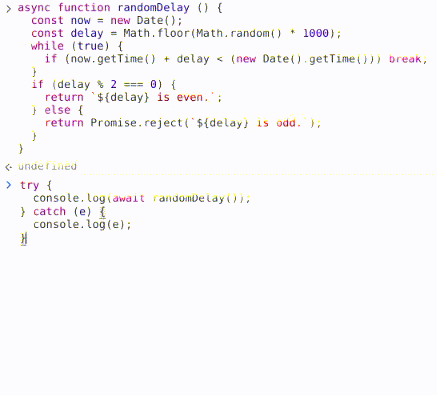 > async function randomDelay () {
const now = new Date();
const delay = Math.floor(Math.random() * 1000);
while (true) {
if (now.getTime() + delay < (new Date().getTime())) break;
}
if (delay % 2 === 0) {
return `${delay} is even.`;
} else {
return Promise.reject(`${delay} is odd.`);
}
}
< undefined
> try {
console.log(await randomDelay());
} catch (e) {
console.log(e);
}